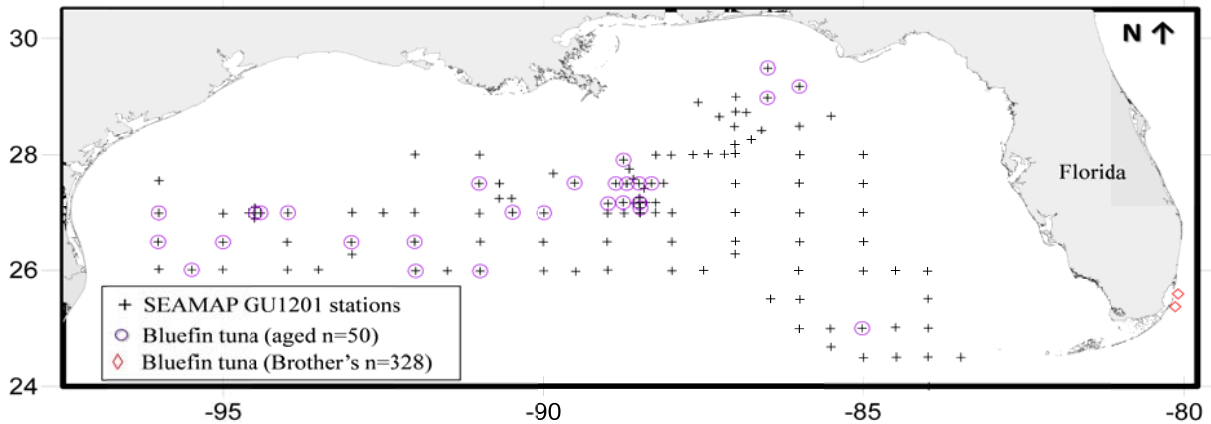 30
N ↑
28
Florida
26
+ SEAMAP GU1201 stations
Bluefin tuna (aged n=50)
Bluefin tuna (Brother's n=328)
24
-95
-90
-85
-80